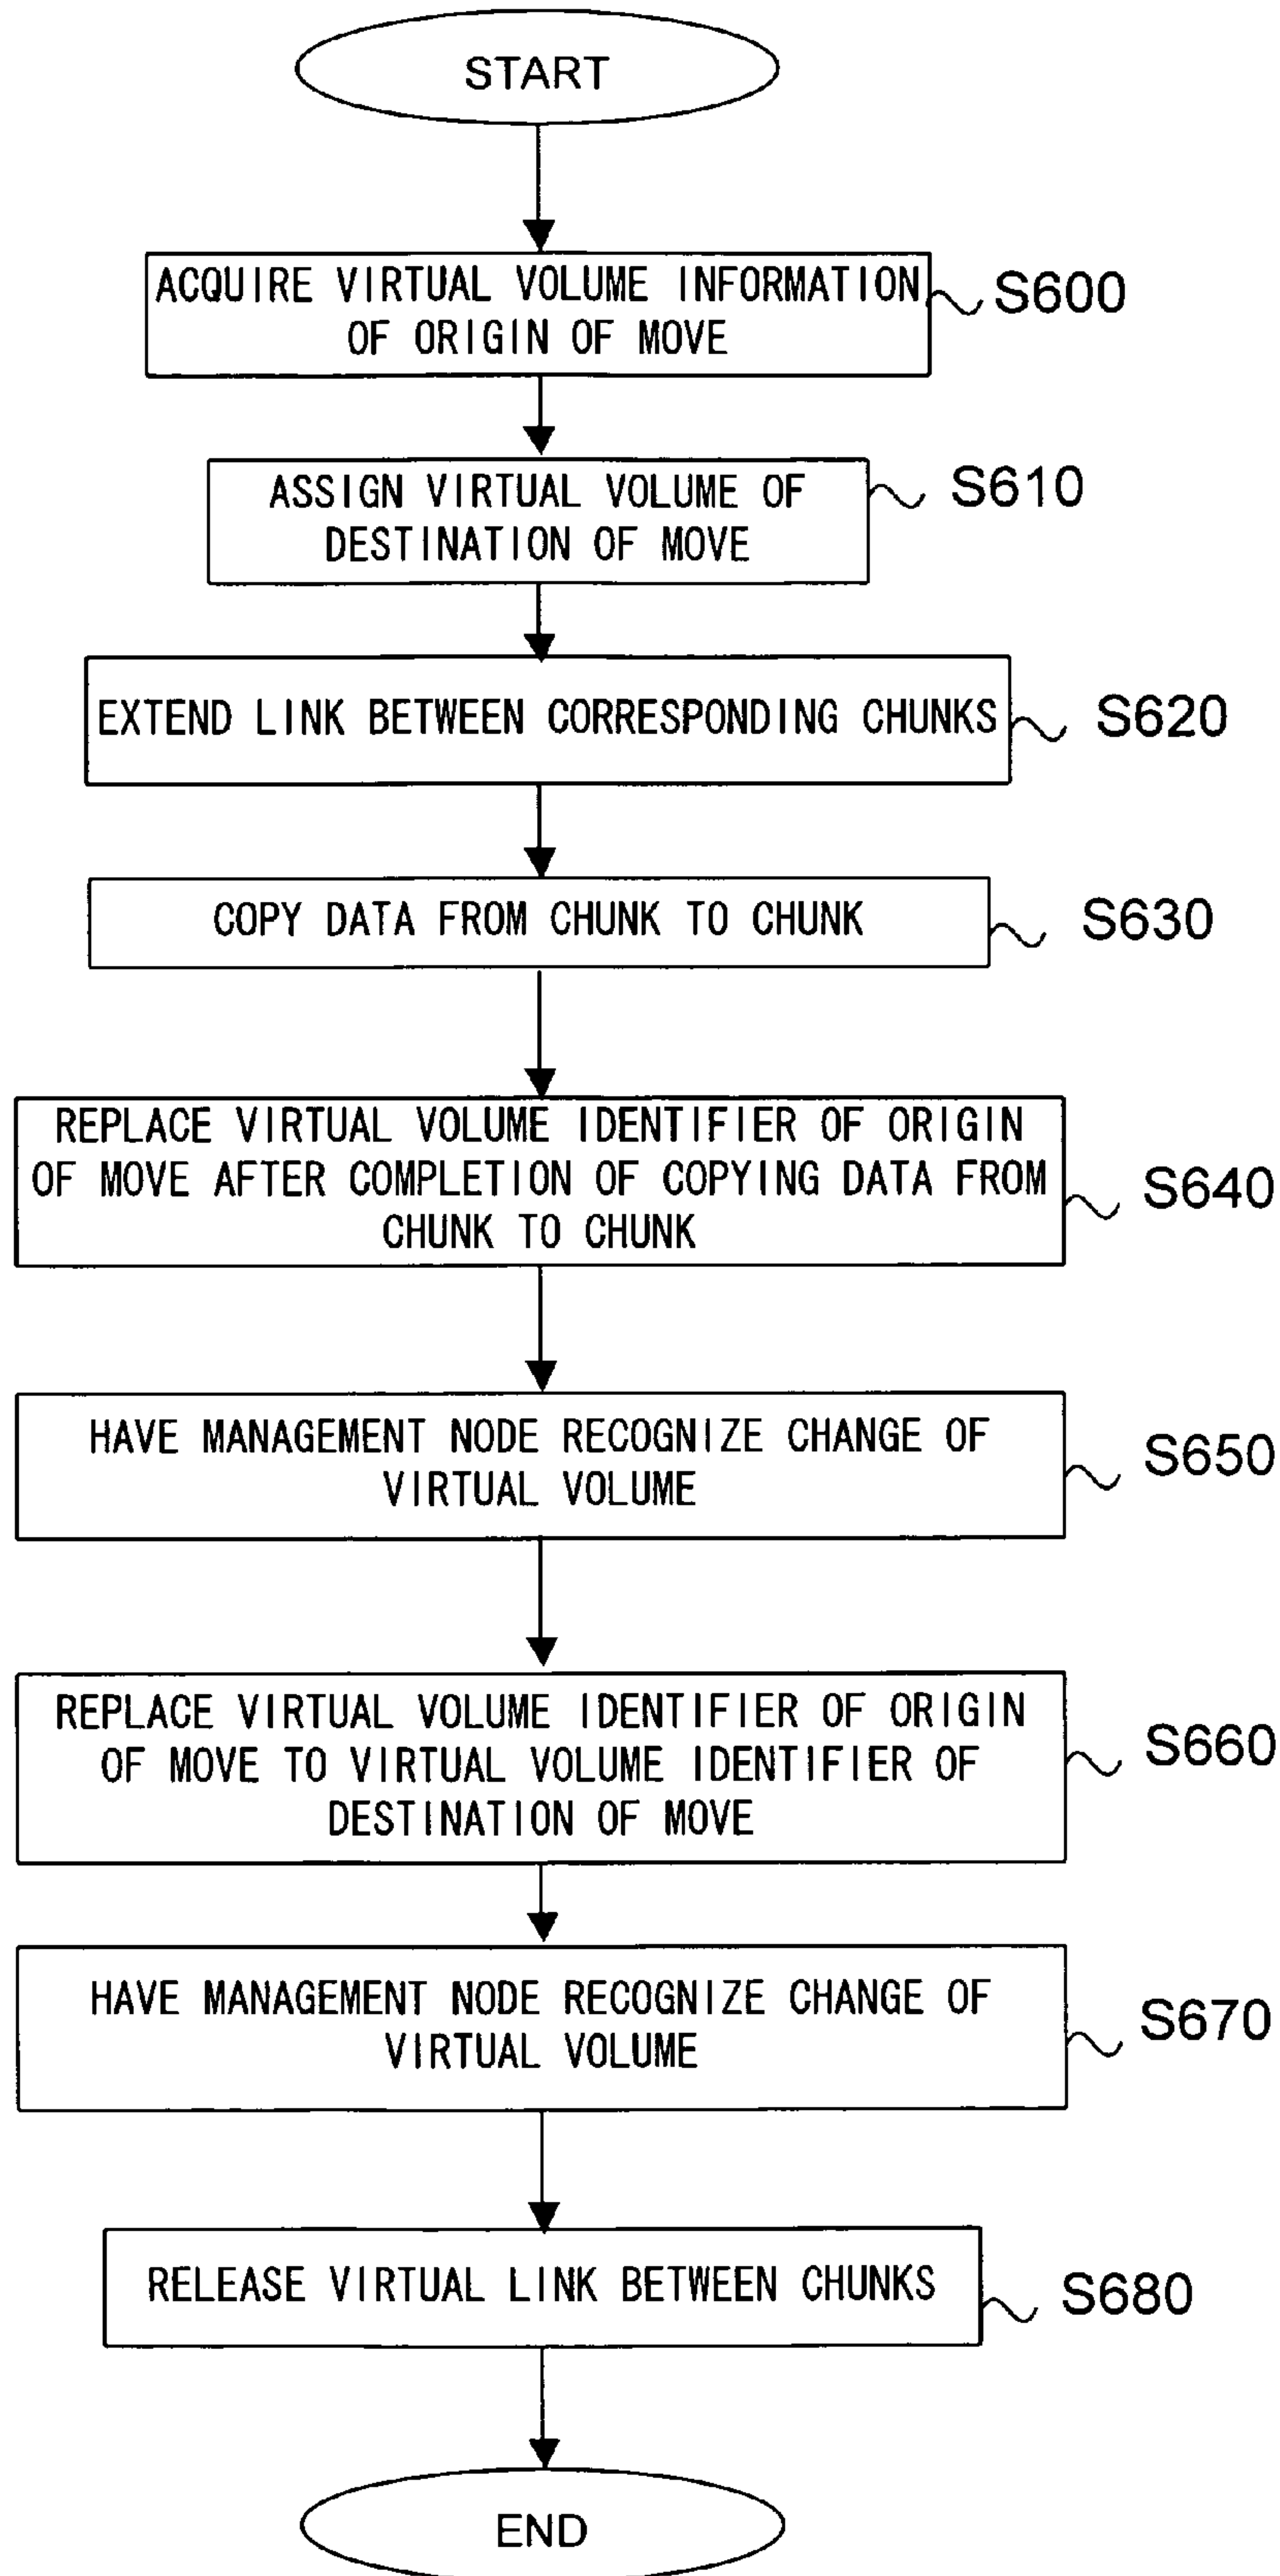 START
ACQUIRE VIRTUAL VOLUME INFORMATION
OF ORIGIN OF MOVE
S600
ASSIGN VIRTUAL VOLUME OF
DESTINATION OF MOVE
S610
EXTEND LINK BETWEEN CORRESPONDING CHUNKS
S620
COPY DATA FROM CHUNK TO CHUNK
S630
REPLACE VIRTUAL VOLUME IDENTIFIER OF ORIGIN
OF MOVE AFTER COMPLETION OF COPYING DATA FROM
CHUNK TO CHUNK
S640
HAVE MANAGEMENT NODE RECOGNIZE CHANGE OF
VIRTUAL VOLUME
S650
REPLACE VIRTUAL VOLUME IDENTIFIER OF ORIGIN
OF MOVE TO VIRTUAL VOLUME IDENTIFIER OF
DESTINATION OF MOVE
S660
HAVE MANAGEMENT NODE RECOGNIZE CHANGE OF
VIRTUAL VOLUME
S670
RELEASE VIRTUAL LINK BETWEEN CHUNKS
S680
END